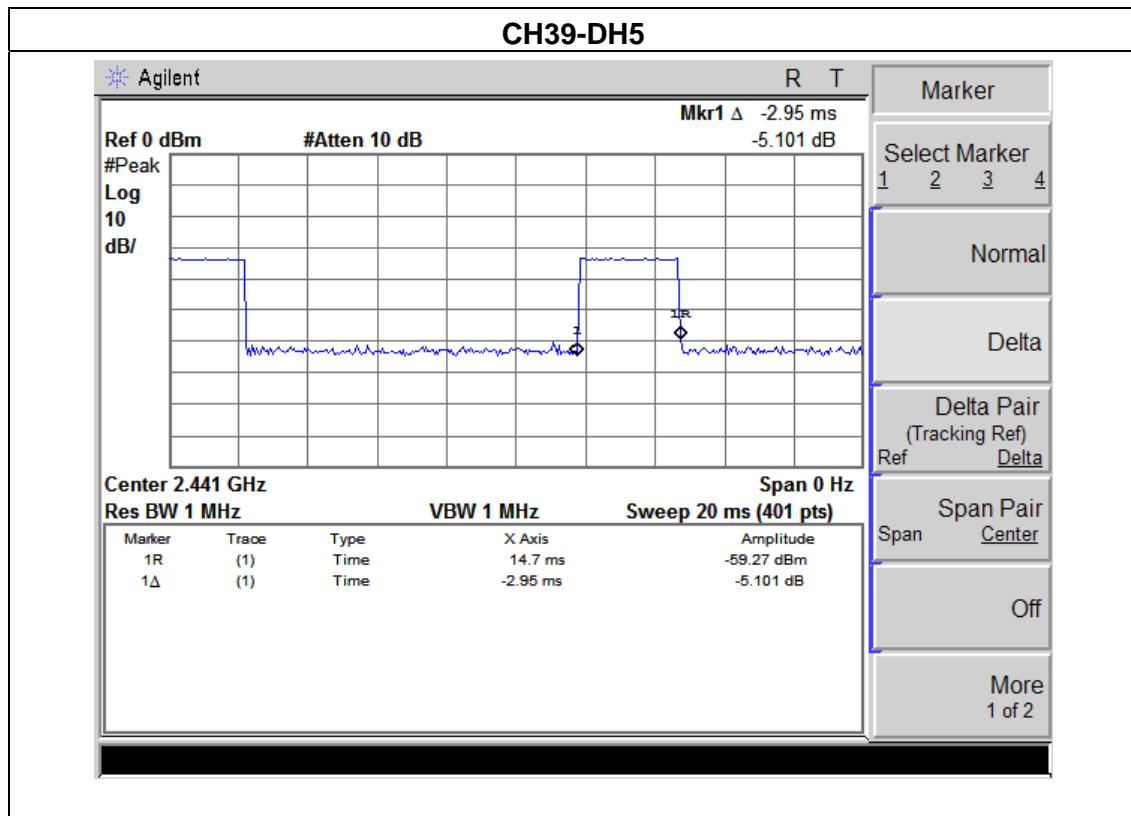 CH39-DH5
Agilent R T
Mkr1 Δ -2.95 ms
Ref 0 dBm #Atten 10 dB -5.101 dB
#Peak
Log
10
dB/
1
1R
Center 2.441 GHz Span 0 Hz
Res BW 1 MHz VBW 1 MHz Sweep 20 ms (401 pts)
Marker Trace Type X Axis Amplitude
1R (1) Time 14.7 ms -59.27 dBm
1Δ (1) Time -2.95 ms -5.101 dB
Marker
Select Marker
1 2 3 4
Normal
Delta
Delta Pair
(Tracking Ref)
Ref Delta
Span Pair
Span Center
Off
More
1 of 2